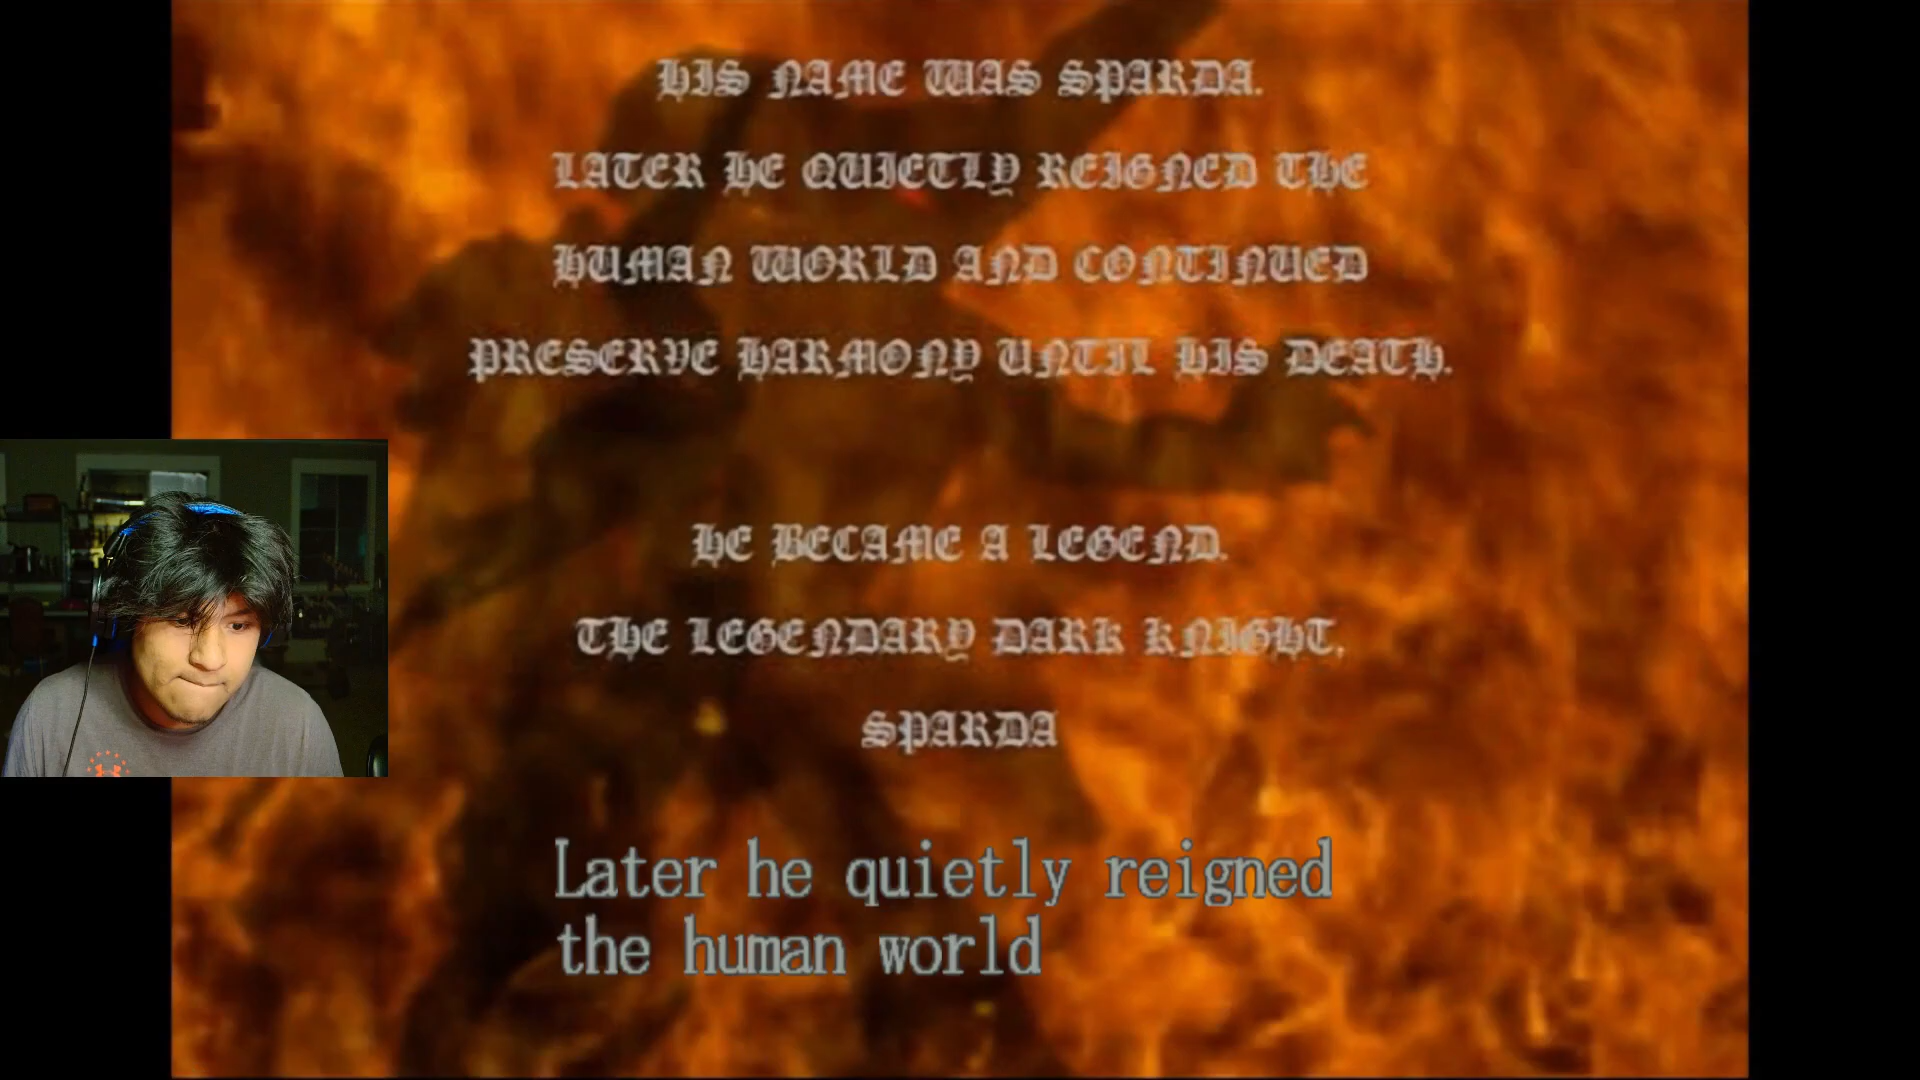 HIS NAME WAS SPARDA.
LATER HE QUIETLY REIGNED THE
HUMAN WORLD AND CONTINUED
PRESERVE HARMONY UNTIL HIS DEATH.
HE BECAME A LEGEND.
THE LEGENDARY DARK KNIGHT,
SPARDA
Later he quietly reigned
the human world